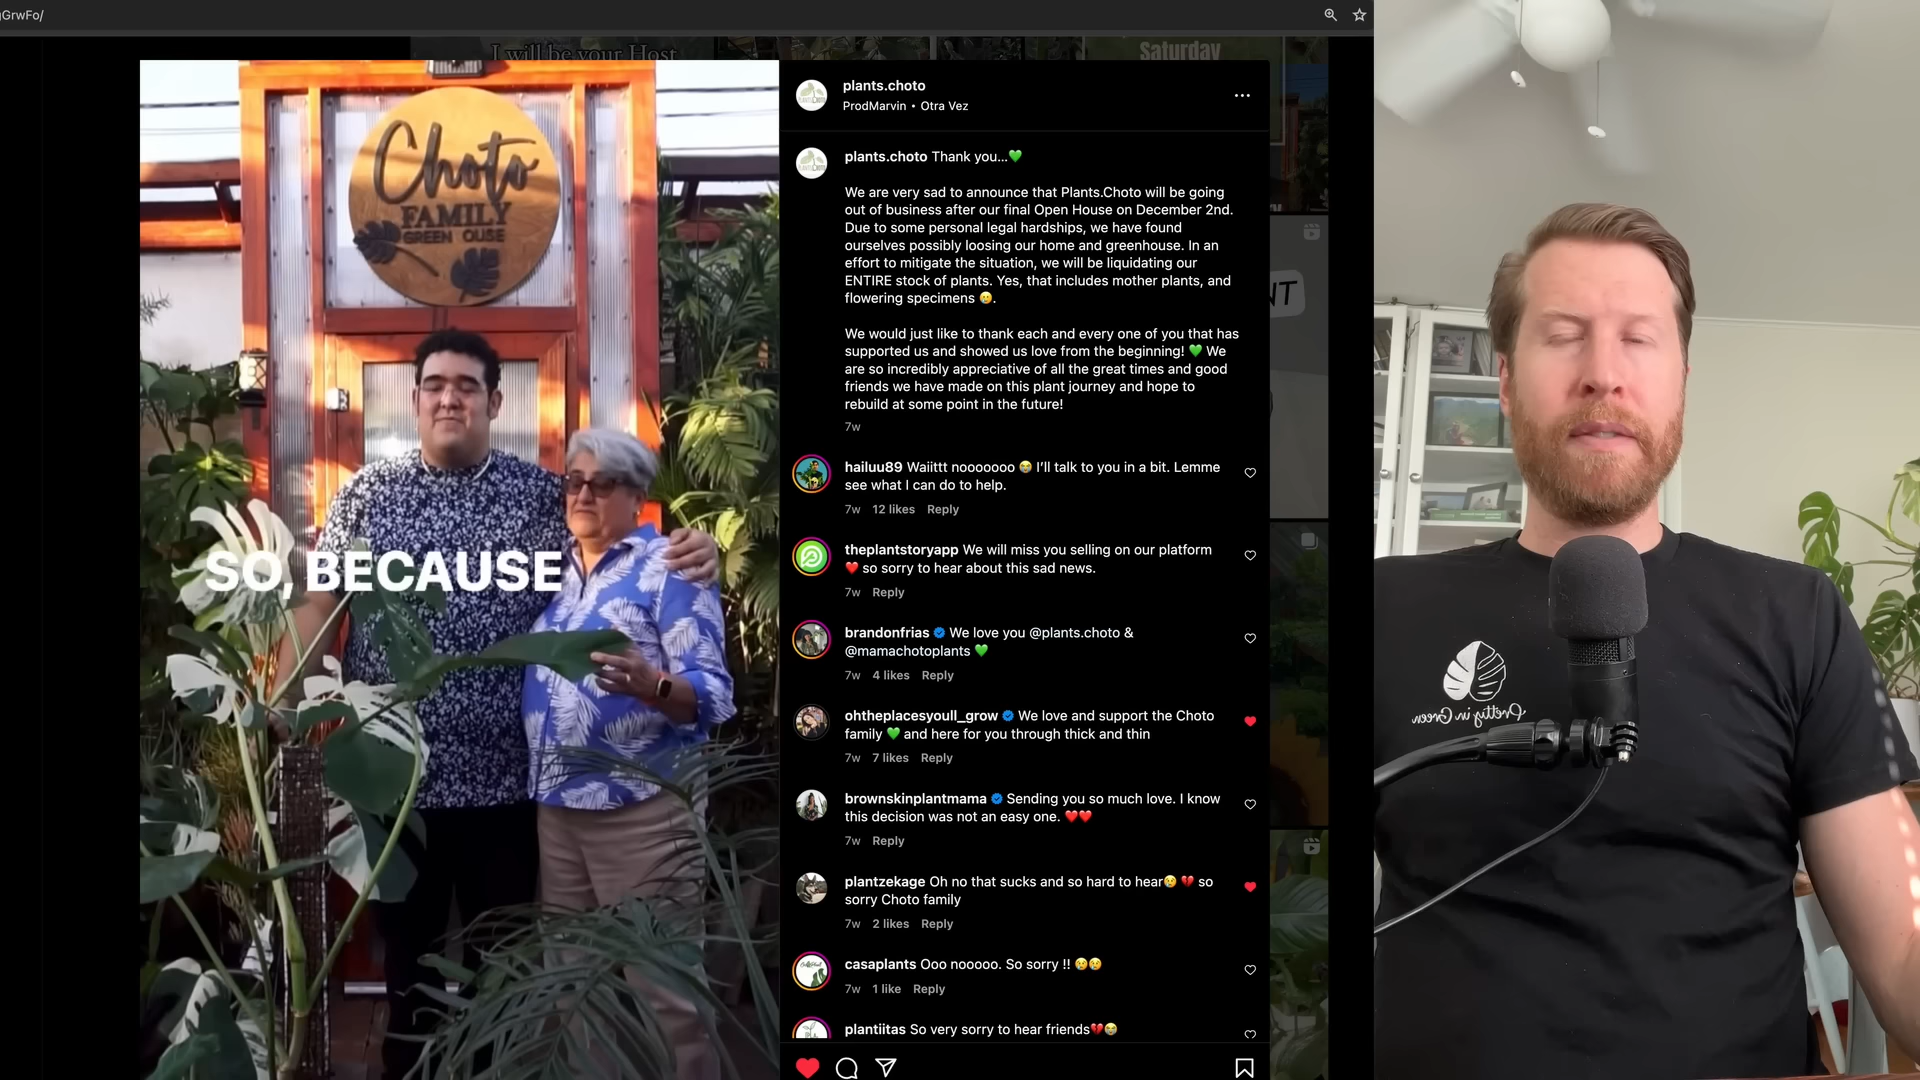 gGrwFo/
I will be your Host
Saturday
Choto
FAMILY
GREEN OUSE
SO, BECAUSE
plants.choto
ProdMarvin • Otra Vez
plants.choto Thank you...💚
We are very sad to announce that Plants.Choto will be going
out of business after our final Open House on December 2nd.
Due to some personal legal hardships, we have found
ourselves possibly loosing our home and greenhouse. In an
effort to mitigate the situation, we will be liquidating our
ENTIRE stock of plants. Yes, that includes mother plants, and
flowering specimens 🥲.
We would just like to thank each and every one of you that has
supported us and showed us love from the beginning! 💚 We
are so incredibly appreciative of all the great times and good
friends we have made on this plant journey and hope to
rebuild at some point in the future!
7w
hailuu89 Waiittt nooooooo 😭 I'll talk to you in a bit. Lemme
see what I can do to help.
7w 12 likes Reply
theplantstoryapp We will miss you selling on our platform
❤️ so sorry to hear about this sad news.
7w Reply
brandonfrias We love you @plants.choto &
@mamachotoplants 💚
7w 4 likes Reply
ohtheplacesyoull_grow We love and support the Choto
family 💚 and here for you through thick and thin
7w 7 likes Reply
brownskinplantmama Sending you so much love. I know
this decision was not an easy one. ❤️❤️
7w Reply
plantzekage Oh no that sucks and so hard to hear😢 💔 so
sorry Choto family
7w 2 likes Reply
casaplants Ooo nooooo. So sorry !! 😢😢
7w 1 like Reply
plantiitas So very sorry to hear friends💔😭
NT
Pretty in Green